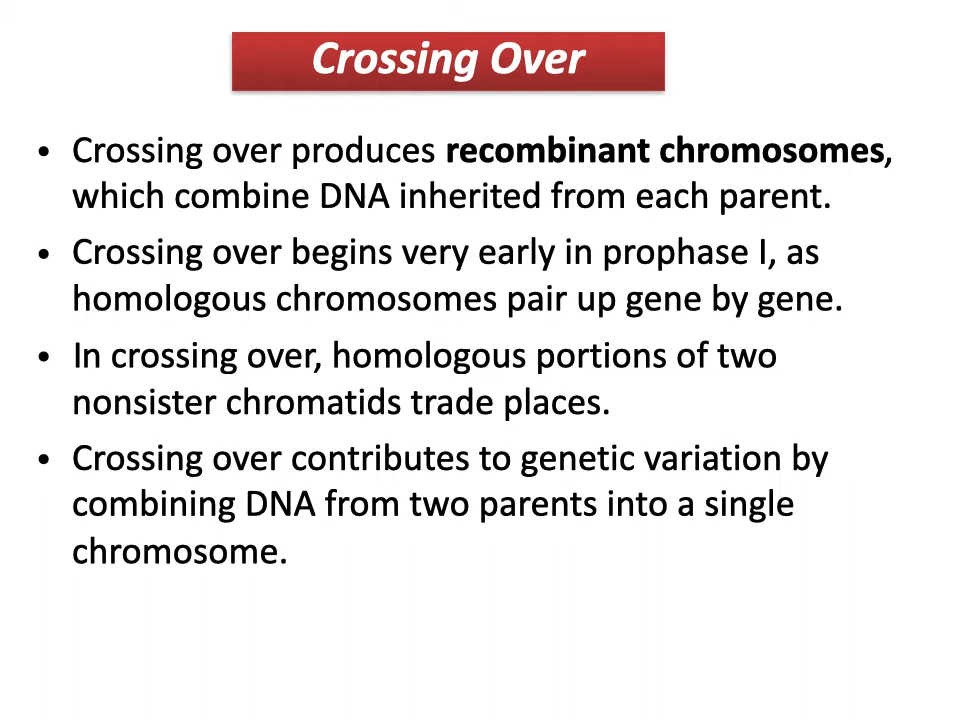 Crossing Over
• Crossing over produces recombinant chromosomes,
which combine DNA inherited from each parent.
• Crossing over begins very early in prophase I, as
homologous chromosomes pair up gene by gene.
• In crossing over, homologous portions of two
nonsister chromatids trade places.
• Crossing over contributes to genetic variation by
combining DNA from two parents into a single
chromosome.